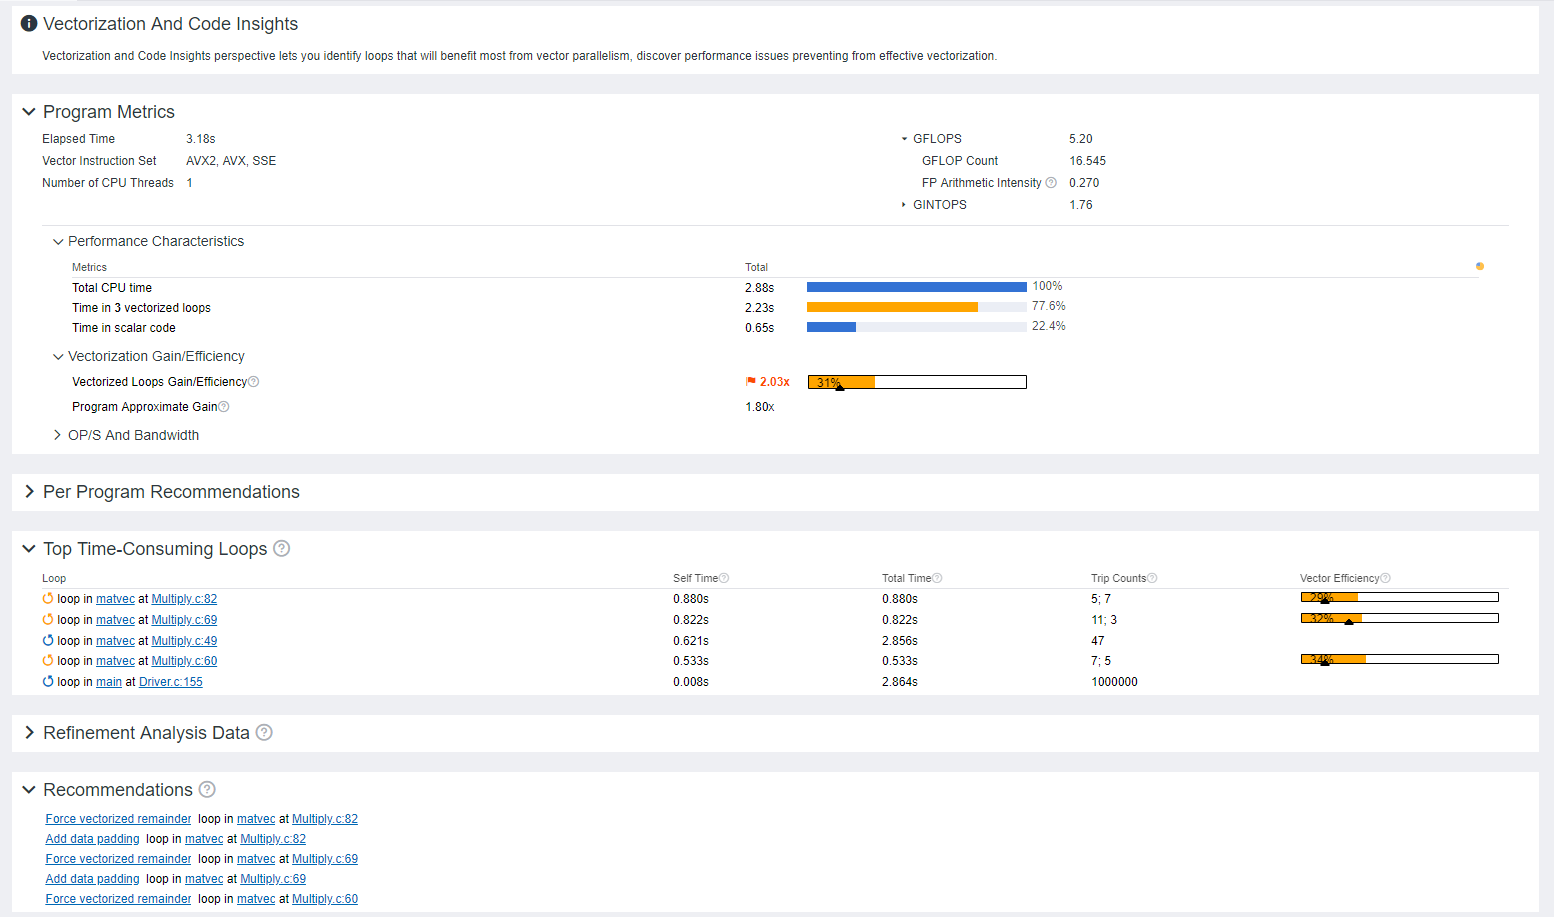 Vectorization And Code Insights
Vectorization and Code Insights perspective lets you identify loops that will benefit most from vector parallelism, discover performance issues preventing from effective vectorization.
Program Metrics
Elapsed Time 3.18s
Vector Instruction Set AVX2, AVX, SSE
Number of CPU Threads 1
GFLOPS 5.20
GFLOP Count 16.545
FP Arithmetic Intensity 0.270
GINTOPS 1.76
Performance Characteristics
Metrics Total
Total CPU time 2.88s 100%
Time in 3 vectorized loops 2.23s 77.6%
Time in scalar code 0.65s 22.4%
Vectorization Gain/Efficiency
Vectorized Loops Gain/Efficiency 2.03x 31%
Program Approximate Gain 1.80x
OP/S And Bandwidth
Per Program Recommendations
Top Time-Consuming Loops
Loop Self Time Total Time Trip Counts Vector Efficiency
loop in matvec at Multiply.c:82 0.880s 0.880s 5; 7 29%
loop in matvec at Multiply.c:69 0.822s 0.822s 11; 3 32%
loop in matvec at Multiply.c:49 0.621s 2.856s 47
loop in matvec at Multiply.c:60 0.533s 0.533s 7; 5 34%
loop in main at Driver.c:155 0.008s 2.864s 1000000
Refinement Analysis Data
Recommendations
Force vectorized remainder loop in matvec at Multiply.c:82
Add data padding loop in matvec at Multiply.c:82
Force vectorized remainder loop in matvec at Multiply.c:69
Add data padding loop in matvec at Multiply.c:69
Force vectorized remainder loop in matvec at Multiply.c:60